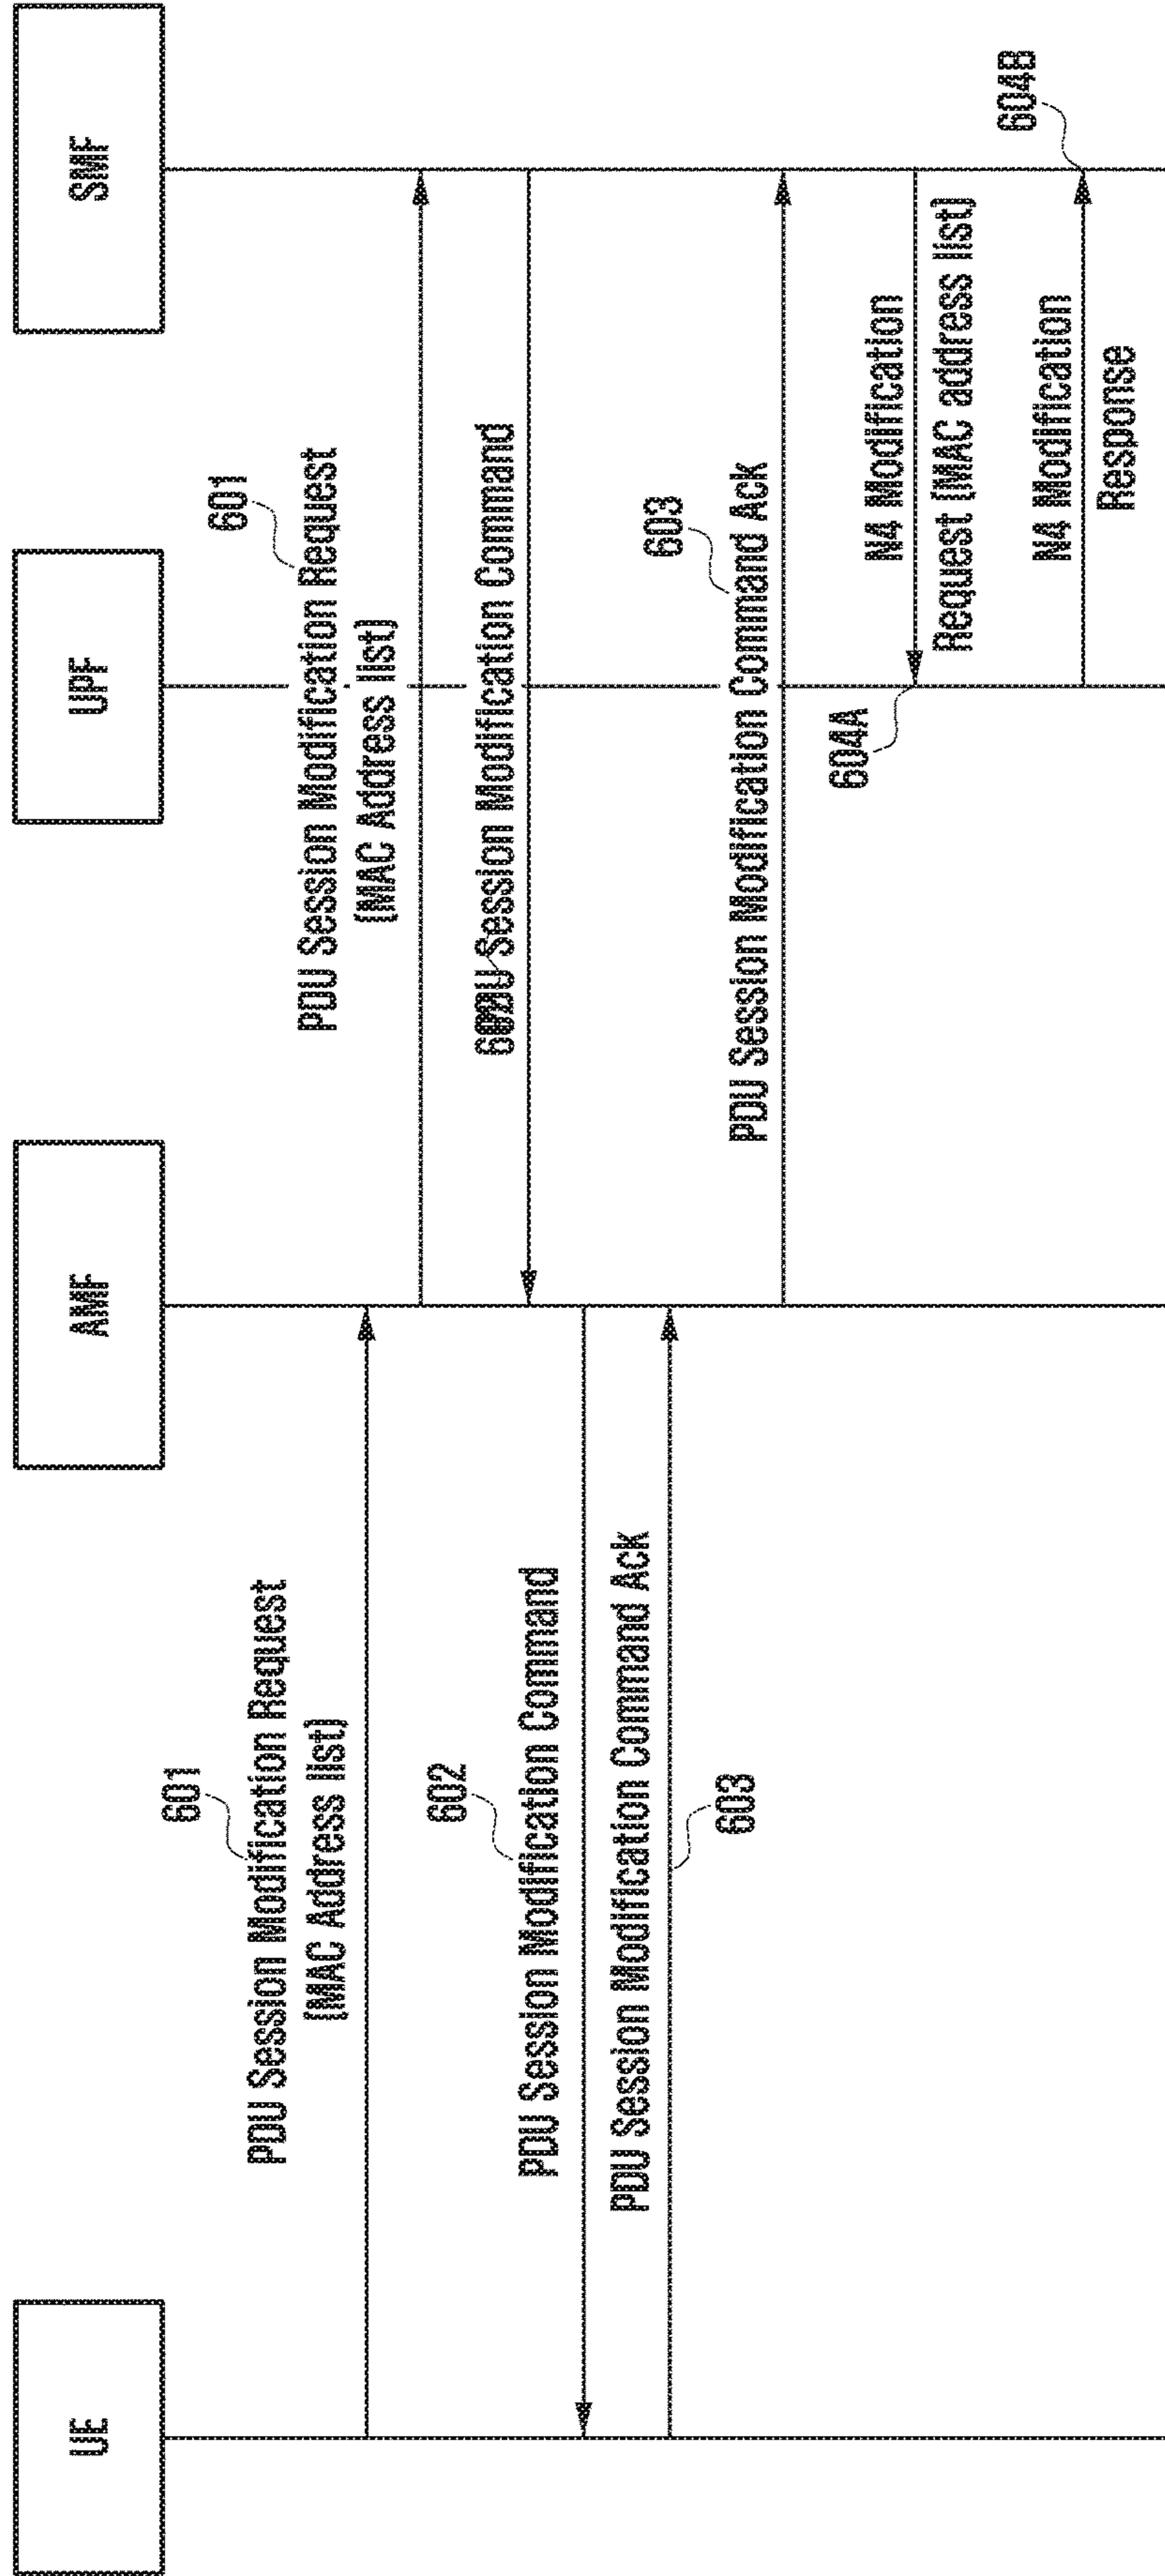 UE
AMF
UPF
SMF
601
PDU Session Modification Request
(MAC Address list)
601
PDU Session Modification Request
(MAC Address list)
PDU Session Modification Command
602
PDU Session Modification Command
PDU Session Modification Command Ack
603
603
PDU Session Modification Command Ack
604A
N4 Modification
Request (MAC address list)
N4 Modification
Response
604B